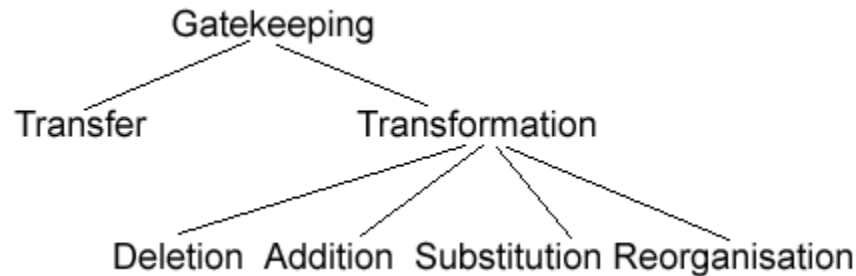 Gatekeeping
Transfer Transformation
Deletion Addition Substitution Reorganisation